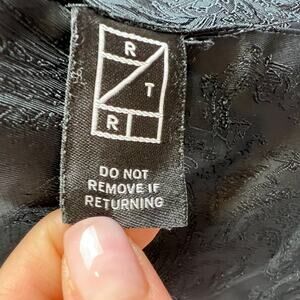 R
T
R
DO NOT
REMOVE IF
RETURNING